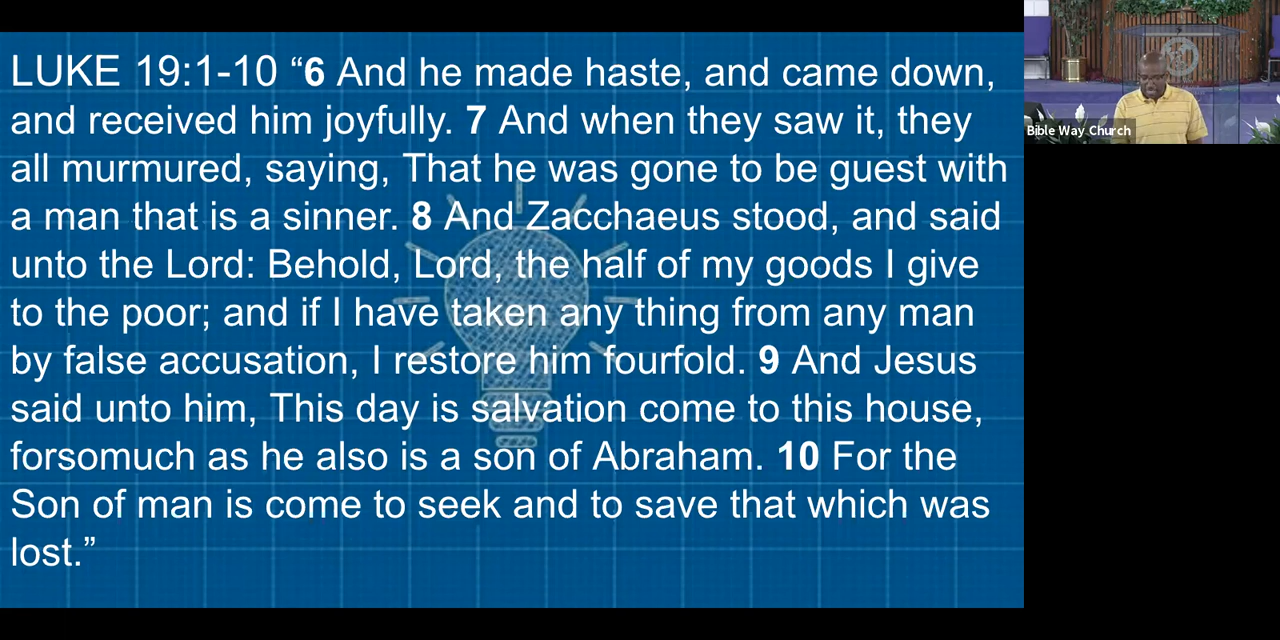 LUKE 19:1-10 “6 And he made haste, and came down,
and received him joyfully. 7 And when they saw it, they
all murmured, saying, That he was gone to be guest with
a man that is a sinner. 8 And Zacchaeus stood, and said
unto the Lord: Behold, Lord, the half of my goods I give
to the poor; and if I have taken any thing from any man
by false accusation, I restore him fourfold. 9 And Jesus
said unto him, This day is salvation come to this house,
forsomuch as he also is a son of Abraham. 10 For the
Son of man is come to seek and to save that which was
lost.”
Bible Way Church